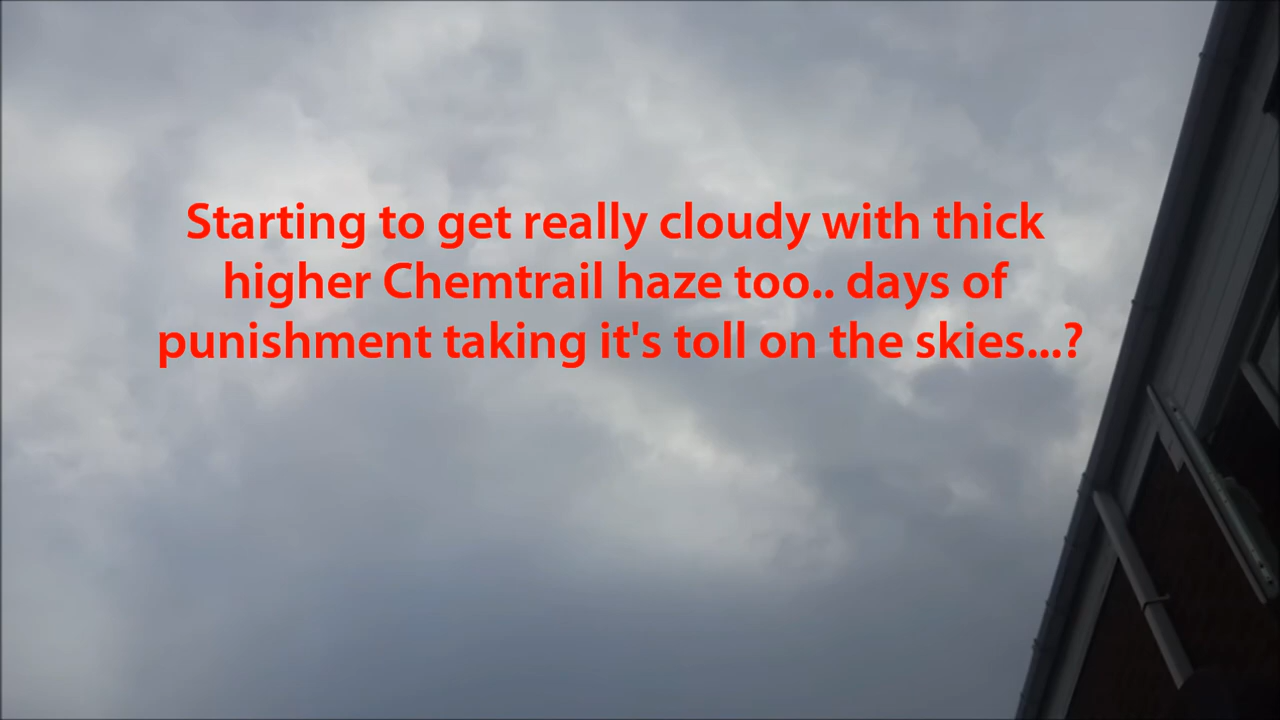 Starting to get really cloudy with thick
higher Chemtrail haze too.. days of
punishment taking it's toll on the skies...?